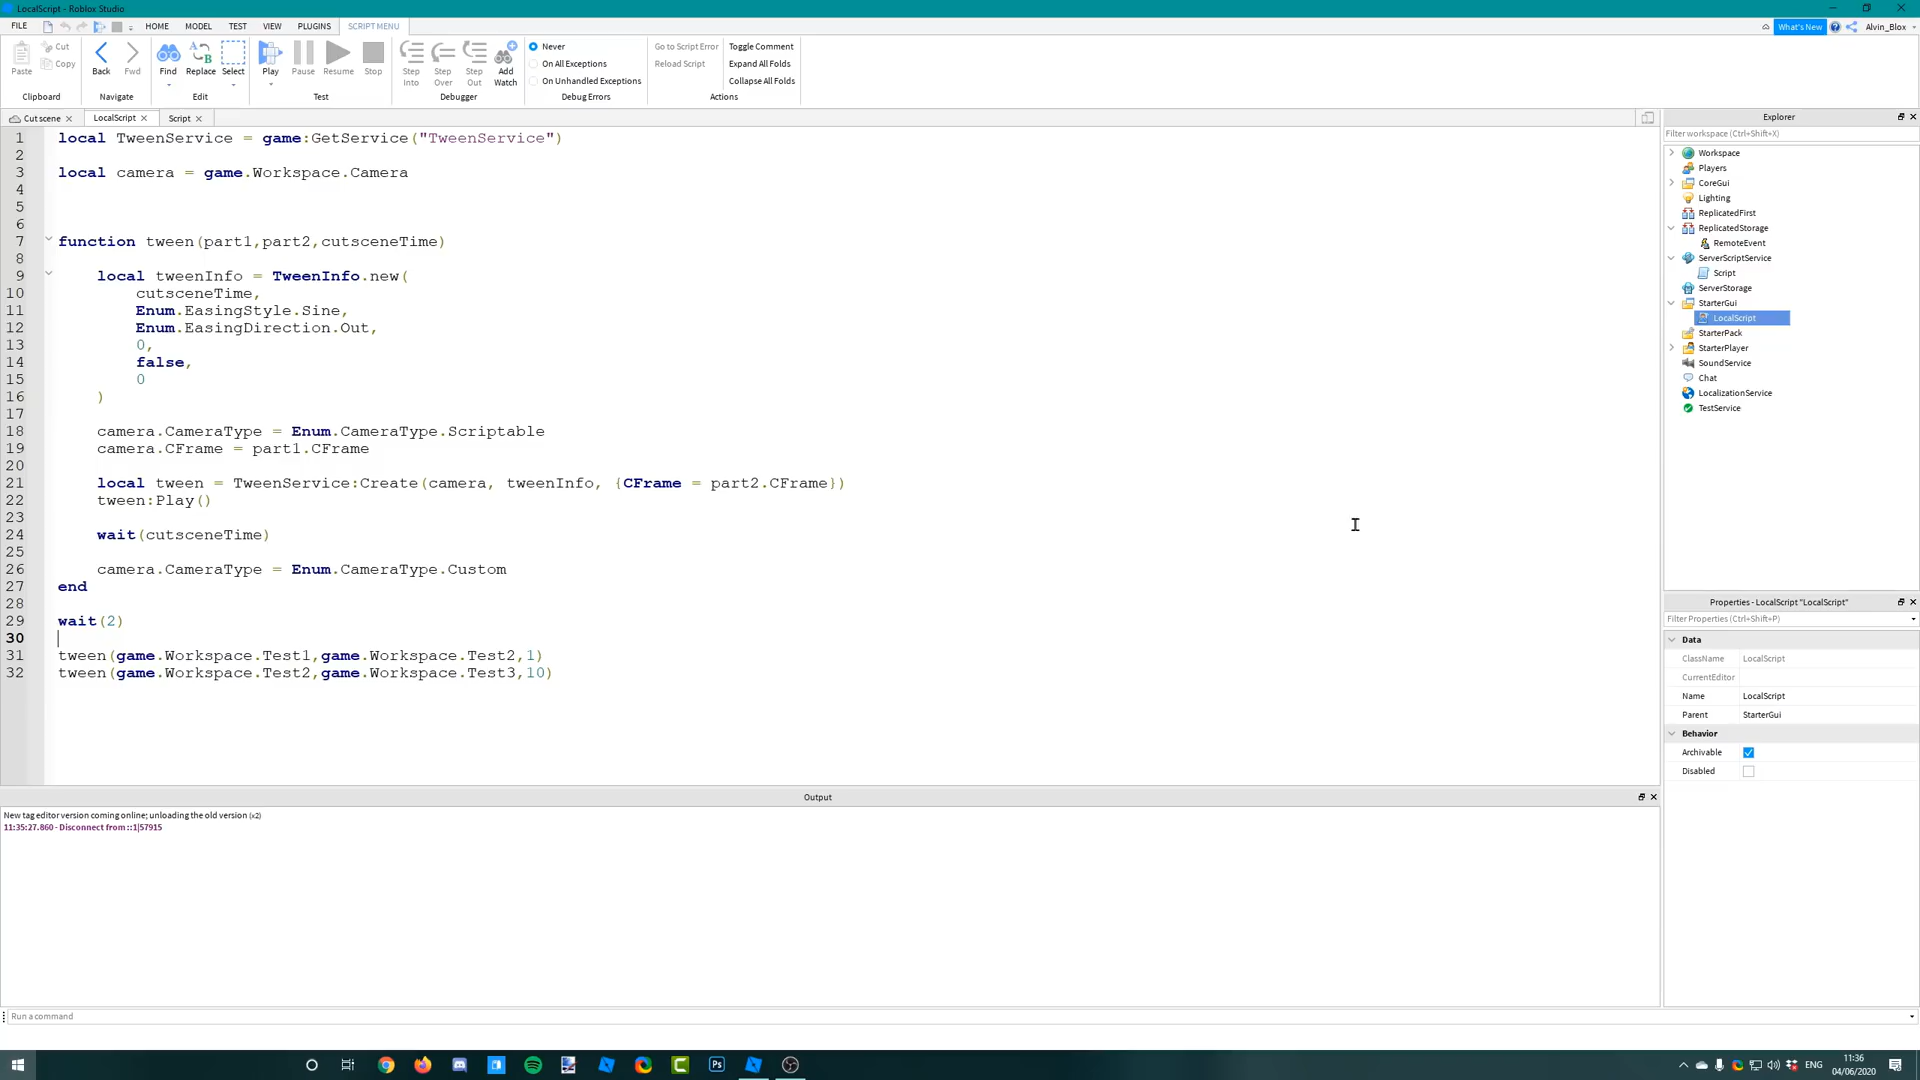 LocalScript - Roblox Studio
FILE HOME MODEL TEST VIEW PLUGINS SCRIPT MENU What's New Alvin_Blox
Paste Cut Copy Back Fwd Find Replace Select Play Pause Resume Stop Step Into Step Over Step Out Add Watch
Never
On All Exceptions
On Unhandled Exceptions
Go to Script Error
Reload Script
Toggle Comment
Expand All Folds
Collapse All Folds
Clipboard Navigate Edit Test Debugger Debug Errors Actions
Cutscene LocalScript Script
1 local TweenService = game:GetService("TweenService")
2
3 local camera = game.Workspace.Camera
4
5
6
7 function tween(part1,part2,cutsceneTime)
8
9 local tweenInfo = TweenInfo.new(
10 cutsceneTime,
11 Enum.EasingStyle.Sine,
12 Enum.EasingDirection.Out,
13 0,
14 false,
15 0
16 )
17
18 camera.CameraType = Enum.CameraType.Scriptable
19 camera.CFrame = part1.CFrame
20
21 local tween = TweenService:Create(camera, tweenInfo, {CFrame = part2.CFrame})
22 tween:Play()
23
24 wait(cutsceneTime)
25
26 camera.CameraType = Enum.CameraType.Custom
27 end
28
29 wait(2)
30
31 tween(game.Workspace.Test1,game.Workspace.Test2,1)
32 tween(game.Workspace.Test2,game.Workspace.Test3,10)
Explorer
Filter workspace (Ctrl+Shift+X)
Workspace
Players
CoreGui
Lighting
ReplicatedFirst
ReplicatedStorage
RemoteEvent
ServerScriptService
Script
ServerStorage
StarterGui
LocalScript
StarterPack
StarterPlayer
SoundService
Chat
LocalizationService
TestService
Properties - LocalScript "LocalScript"
Filter Properties (Ctrl+Shift+P)
Data
ClassName LocalScript
CurrentEditor
Name LocalScript
Parent StarterGui
Behavior
Archivable
Disabled
Output
New tag editor version coming online; unloading the old version (x2)
11:35:27.860 - Disconnect from ::1|57915
Run a command
Ps
ENG
11:36
04/06/2020